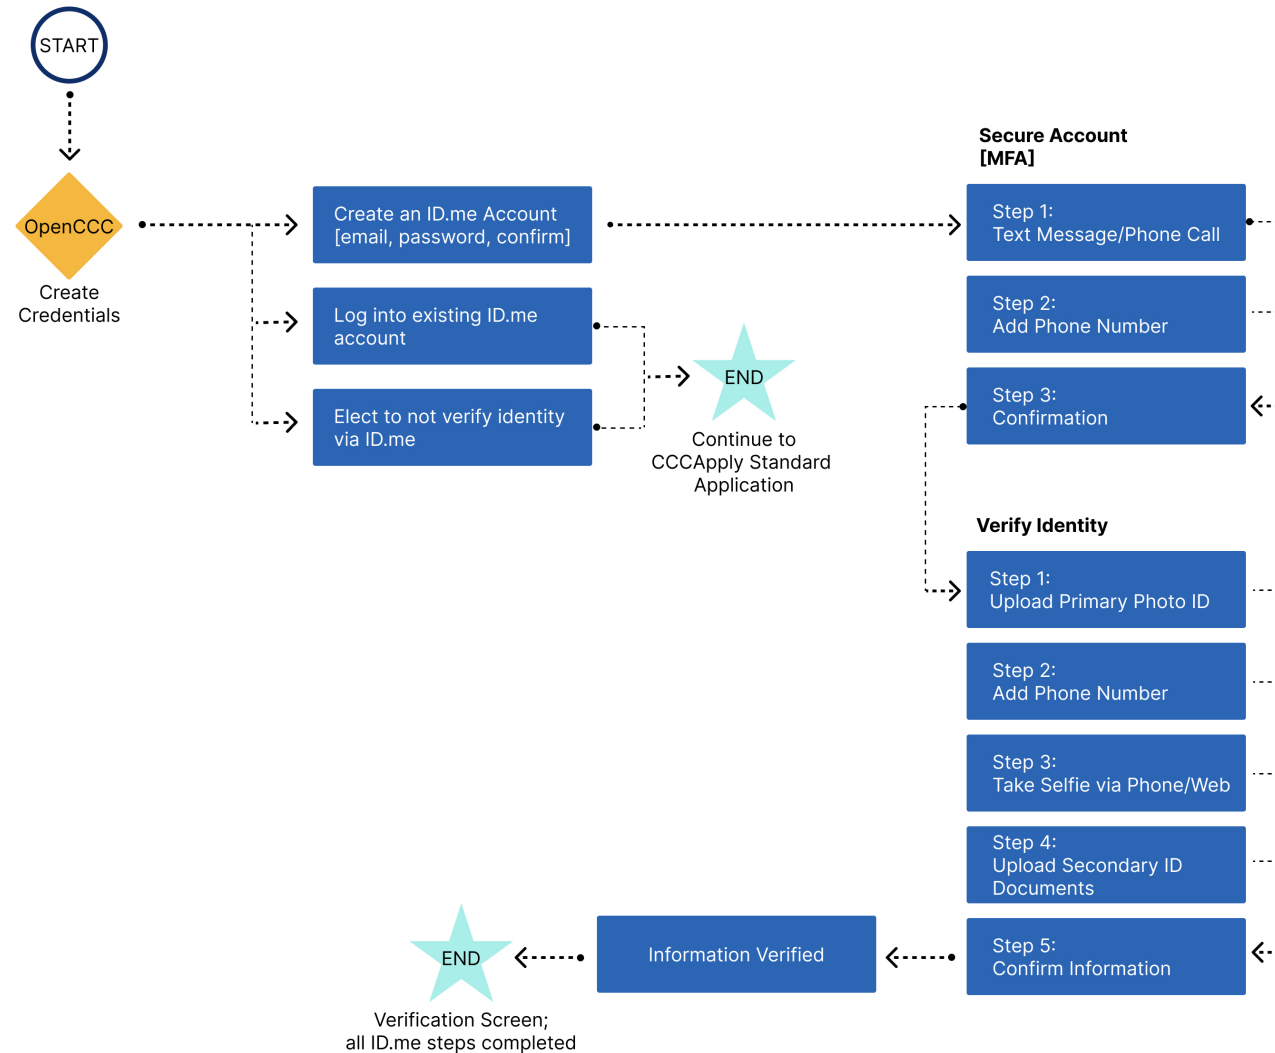 START
OpenCCC
Create
Credentials
Create an ID.me Account
[email, password, confirm]
Log into existing ID.me
account
Elect to not verify identity
via ID.me
END
Continue to
CCCApply Standard
Application
Secure Account
[MFA]
Step 1:
Text Message/Phone Call
Step 2:
Add Phone Number
Step 3:
Confirmation
Verify Identity
Step 1:
Upload Primary Photo ID
Step 2:
Add Phone Number
Step 3:
Take Selfie via Phone/Web
Step 4:
Upload Secondary ID
Documents
Step 5:
Confirm Information
Information Verified
END
Verification Screen;
all ID.me steps completed